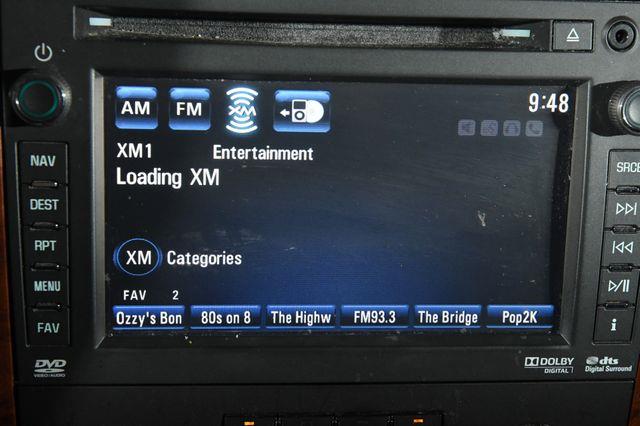 AM FM XM 9:48
XM1 Entertainment
Loading XM
XM Categories
FAV 2
Ozzy's Bon 80s on 8 The Highw FM93.3 The Bridge Pop2K
NAV
DEST
RPT
MENU
FAV
SRCE
i
DVD
VIDEO/AUDIO
DOLBY
DIGITAL
dts
Digital Surround